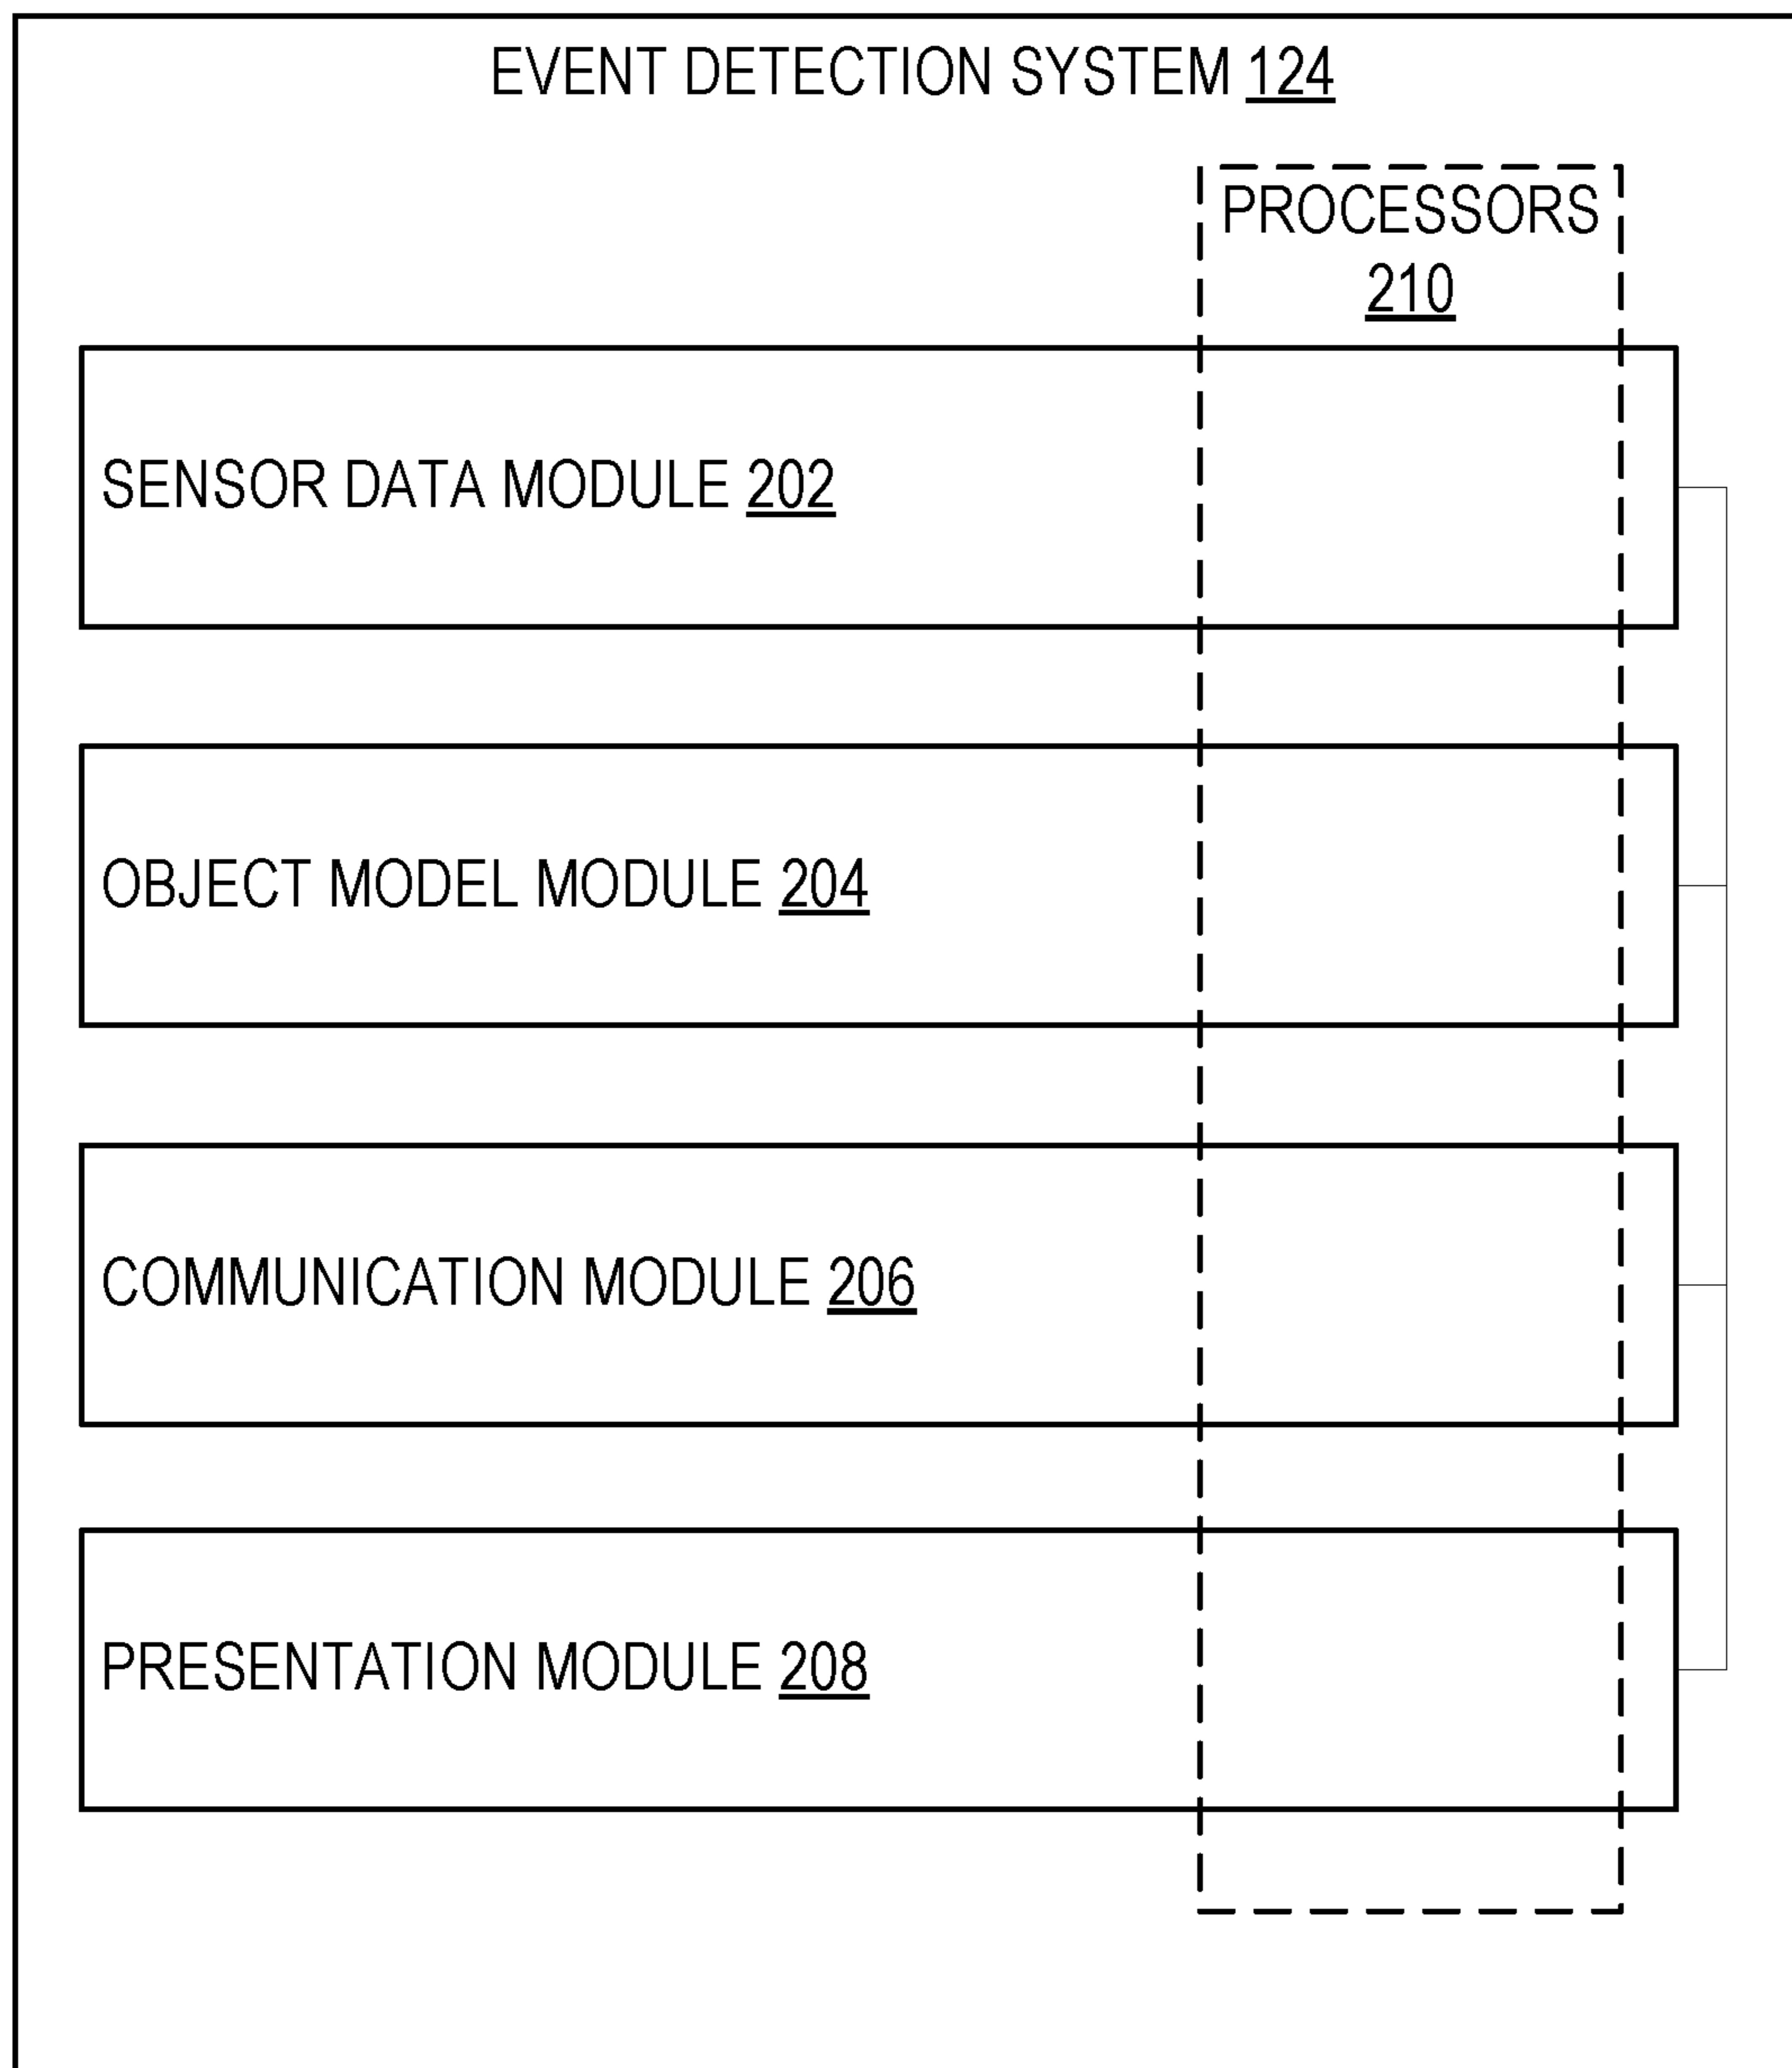 EVENT DETECTION SYSTEM 124
PROCESSORS
210
SENSOR DATA MODULE 202
OBJECT MODEL MODULE 204
COMMUNICATION MODULE 206
PRESENTATION MODULE 208